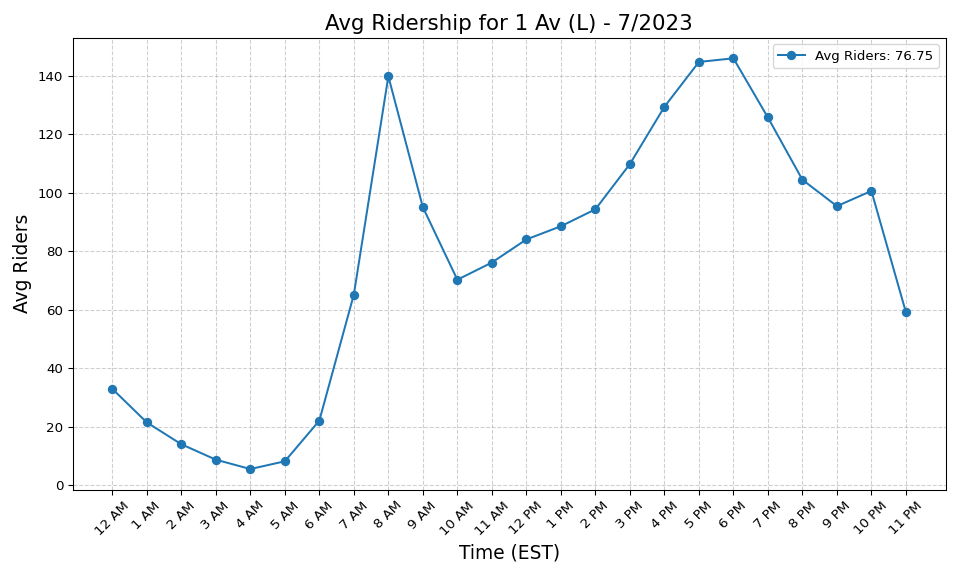 Avg Ridership for 1 Av (L) - 7/2023
Avg Riders: 76.75
Avg Riders
140
120
100
80
60
40
20
0
12 AM
1 AM
2 AM
3 AM
4 AM
5 AM
6 AM
7 AM
8 AM
9 AM
10 AM
11 AM
12 PM
1 PM
2 PM
3 PM
4 PM
5 PM
6 PM
7 PM
8 PM
9 PM
10 PM
11 PM
Time (EST)